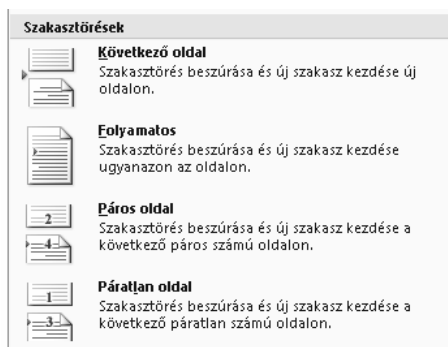 Szakasztörések
Következő oldal
Szakasztörés beszúrása és új szakasz kezdése új
oldalon.
Folyamatos
Szakasztörés beszúrása és új szakasz kezdése
ugyanazon az oldalon.
2
4
Páros oldal
Szakasztörés beszúrása és új szakasz kezdése a
következő páros számú oldalon.
1
3
Páratlan oldal
Szakasztörés beszúrása és új szakasz kezdése a
következő páratlan számú oldalon.